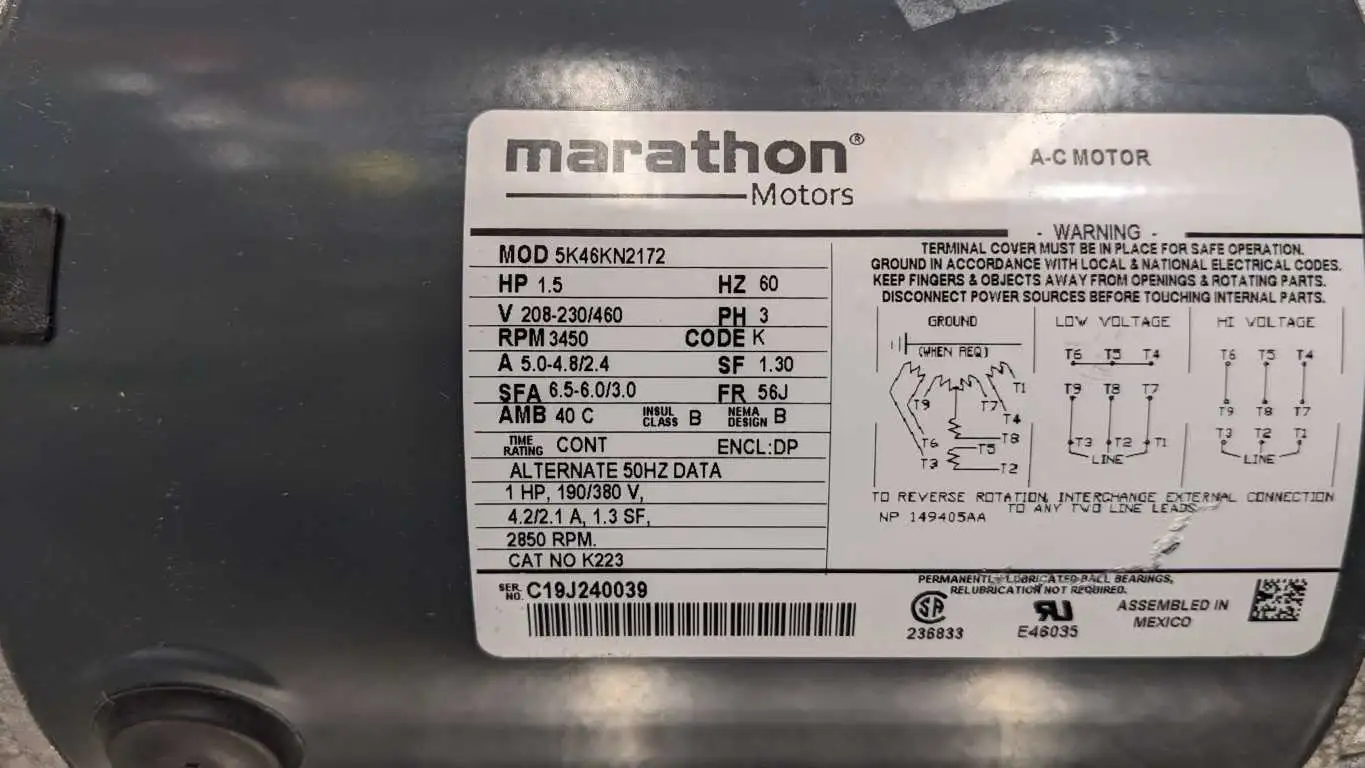 marathon®
Motors
A-C MOTOR
MOD 5K46KN2172
HP 1.5 HZ 60
V 208-230/460 PH 3
RPM 3450 CODE K
A 5.0-4.8/2.4 SF 1.30
SFA 6.5-6.0/3.0 FR 56J
AMB 40 C INSUL CLASS B NEMA DESIGN B
TIME RATING CONT ENCL:DP
ALTERNATE 50HZ DATA
1 HP, 190/380 V,
4.2/2.1 A, 1.3 SF,
2850 RPM.
CAT NO K223
- WARNING -
TERMINAL COVER MUST BE IN PLACE FOR SAFE OPERATION.
GROUND IN ACCORDANCE WITH LOCAL & NATIONAL ELECTRICAL CODES.
KEEP FINGERS & OBJECTS AWAY FROM OPENINGS & ROTATING PARTS.
DISCONNECT POWER SOURCES BEFORE TOUCHING INTERNAL PARTS.
GROUND
(WHEN REQ)
T1
T9 T7
T4
T6 T8
T5
T3 T2
LOW VOLTAGE
T6 T5 T4
T9 T8 T7
T3 T2 T1
LINE
HI VOLTAGE
T6 T5 T4
T9 T8 T7
T3 T2 T1
LINE
TO REVERSE ROTATION, INTERCHANGE EXTERNAL CONNECTION
TO ANY TWO LINE LEADS
NP 149405AA
SER. NO. C19J240039
PERMANENTLY LUBRICATED BALL BEARINGS,
RELUBRICATION NOT REQUIRED.
SA
236833
RU
E46035
ASSEMBLED IN
MEXICO